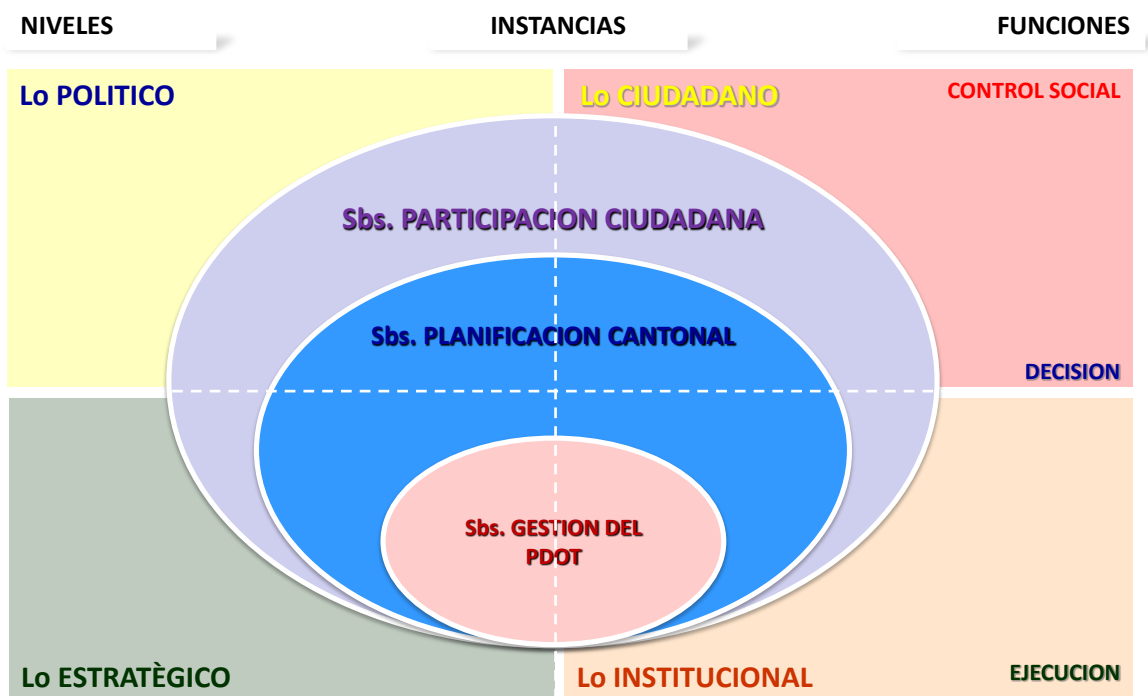 NIVELES INSTANCIAS FUNCIONES
Lo POLITICO Lo CIUDADANO CONTROL SOCIAL
Sbs. PARTICIPACION CIUDADANA
Sbs. PLANIFICACION CANTONAL
DECISION
Sbs. GESTION DEL
PDOT
Lo ESTRATÈGICO Lo INSTITUCIONAL EJECUCION